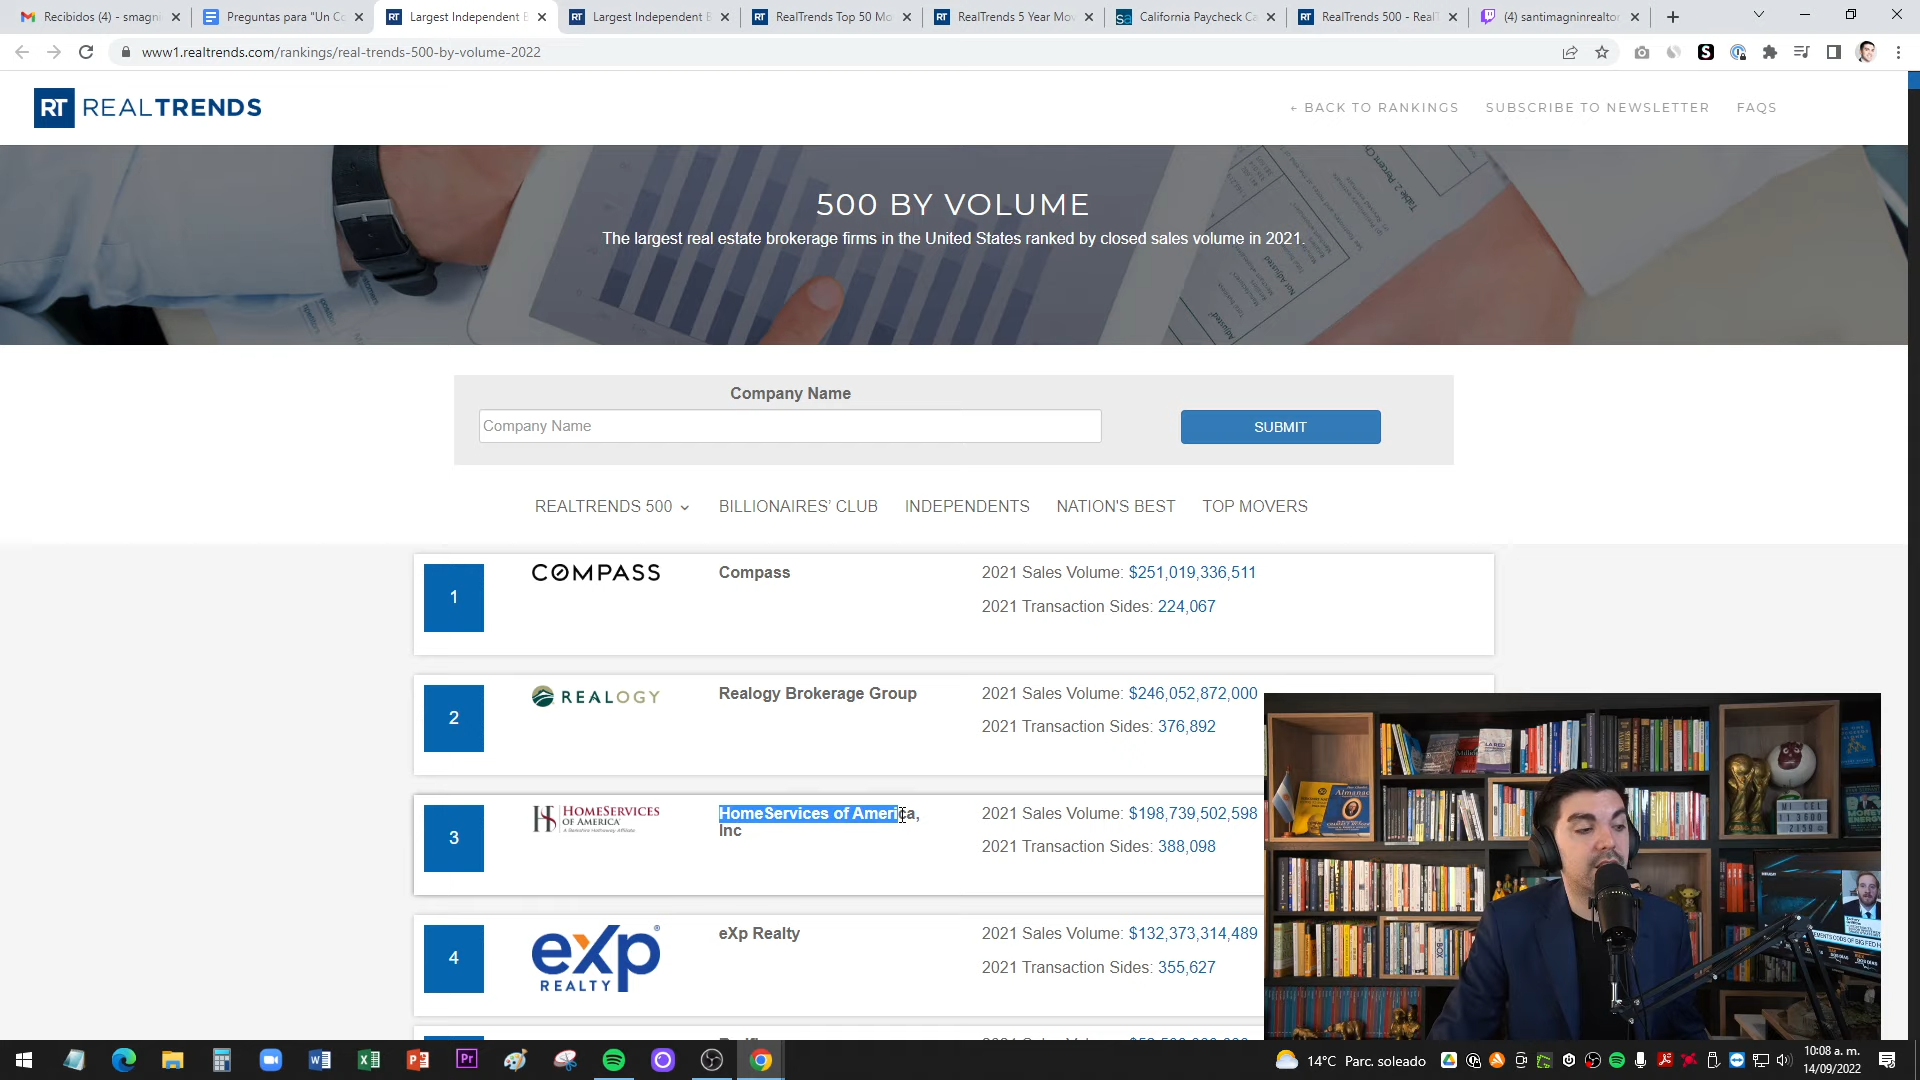 Recibidos (4) - smagni
Preguntas para "Un Co
Largest Independent B
Largest Independent B
RealTrends Top 50 Mo
RealTrends 5 Year Mov
California Paycheck Ca
RealTrends 500 - RealT
(4) santimagninrealtor
www1.realtrends.com/rankings/real-trends-500-by-volume-2022
RT REALTRENDS
← BACK TO RANKINGS
SUBSCRIBE TO NEWSLETTER
FAQS
500 BY VOLUME
The largest real estate brokerage firms in the United States ranked by closed sales volume in 2021.
Company Name
Company Name
SUBMIT
REALTRENDS 500
BILLIONAIRES' CLUB
INDEPENDENTS
NATION'S BEST
TOP MOVERS
1
COMPASS
Compass
2021 Sales Volume: $251,019,336,511
2021 Transaction Sides: 224,067
2
REALOGY
Realogy Brokerage Group
2021 Sales Volume: $246,052,872,000
2021 Transaction Sides: 376,892
3
HOMESERVICES
OF AMERICA
A Berkshire Hathaway Affiliate
HomeServices of America,
Inc
2021 Sales Volume: $198,739,502,598
2021 Transaction Sides: 388,098
4
eXp
REALTY
eXp Realty
2021 Sales Volume: $132,373,314,489
2021 Transaction Sides: 355,627
14°C Parc. soleado
10:08 a. m.
14/09/2022